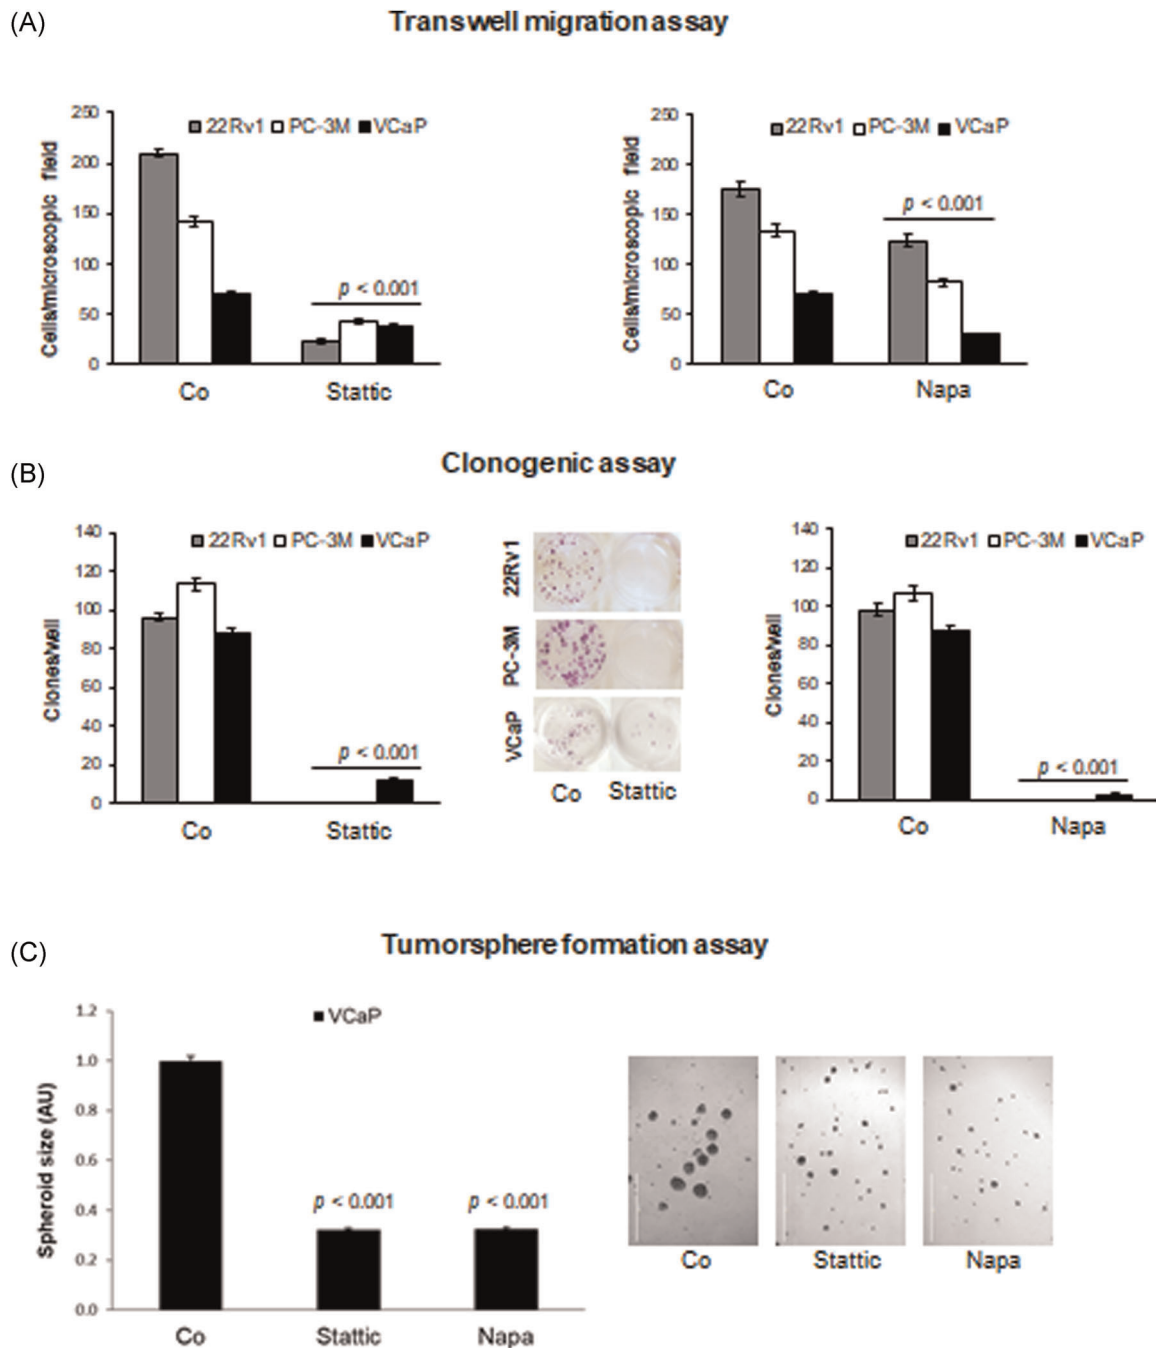 (A)
Transwell migration assay
Cells/microscopic field
250
200
150
100
50
0
22Rv1 PC-3M VCaP
p < 0.001
Co Stattic
Cells/microscopic field
250
200
150
100
50
0
22Rv1 PC-3M VCaP
p < 0.001
Co Napa
(B)
Clonogenic assay
Clones/well
140
120
100
80
60
40
20
0
22Rv1 PC-3M VCaP
p < 0.001
Co Stattic
22Rv1
PC-3M
VCaP
Co Stattic
Clones/well
140
120
100
80
60
40
20
0
22Rv1 PC-3M VCaP
p < 0.001
Co Napa
(C)
Tumorsphere formation assay
Spheroid size (AU)
1.2
1.0
0.8
0.6
0.4
0.2
0.0
VCaP
p < 0.001 p < 0.001
Co Stattic Napa
Co Stattic Napa